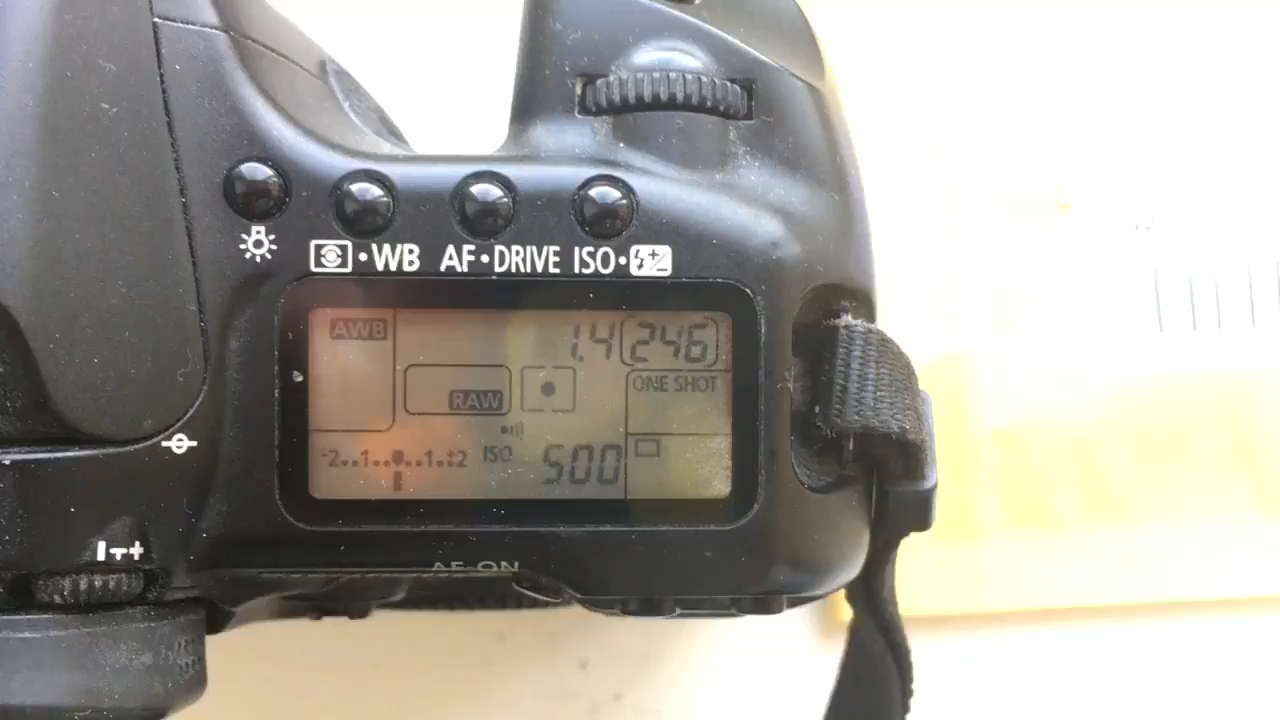 WB AF•DRIVE ISO•
AWB 1.4 [246]
RAW ONE SHOT
-2..1..0..1.:2 ISO 500
AF-ON